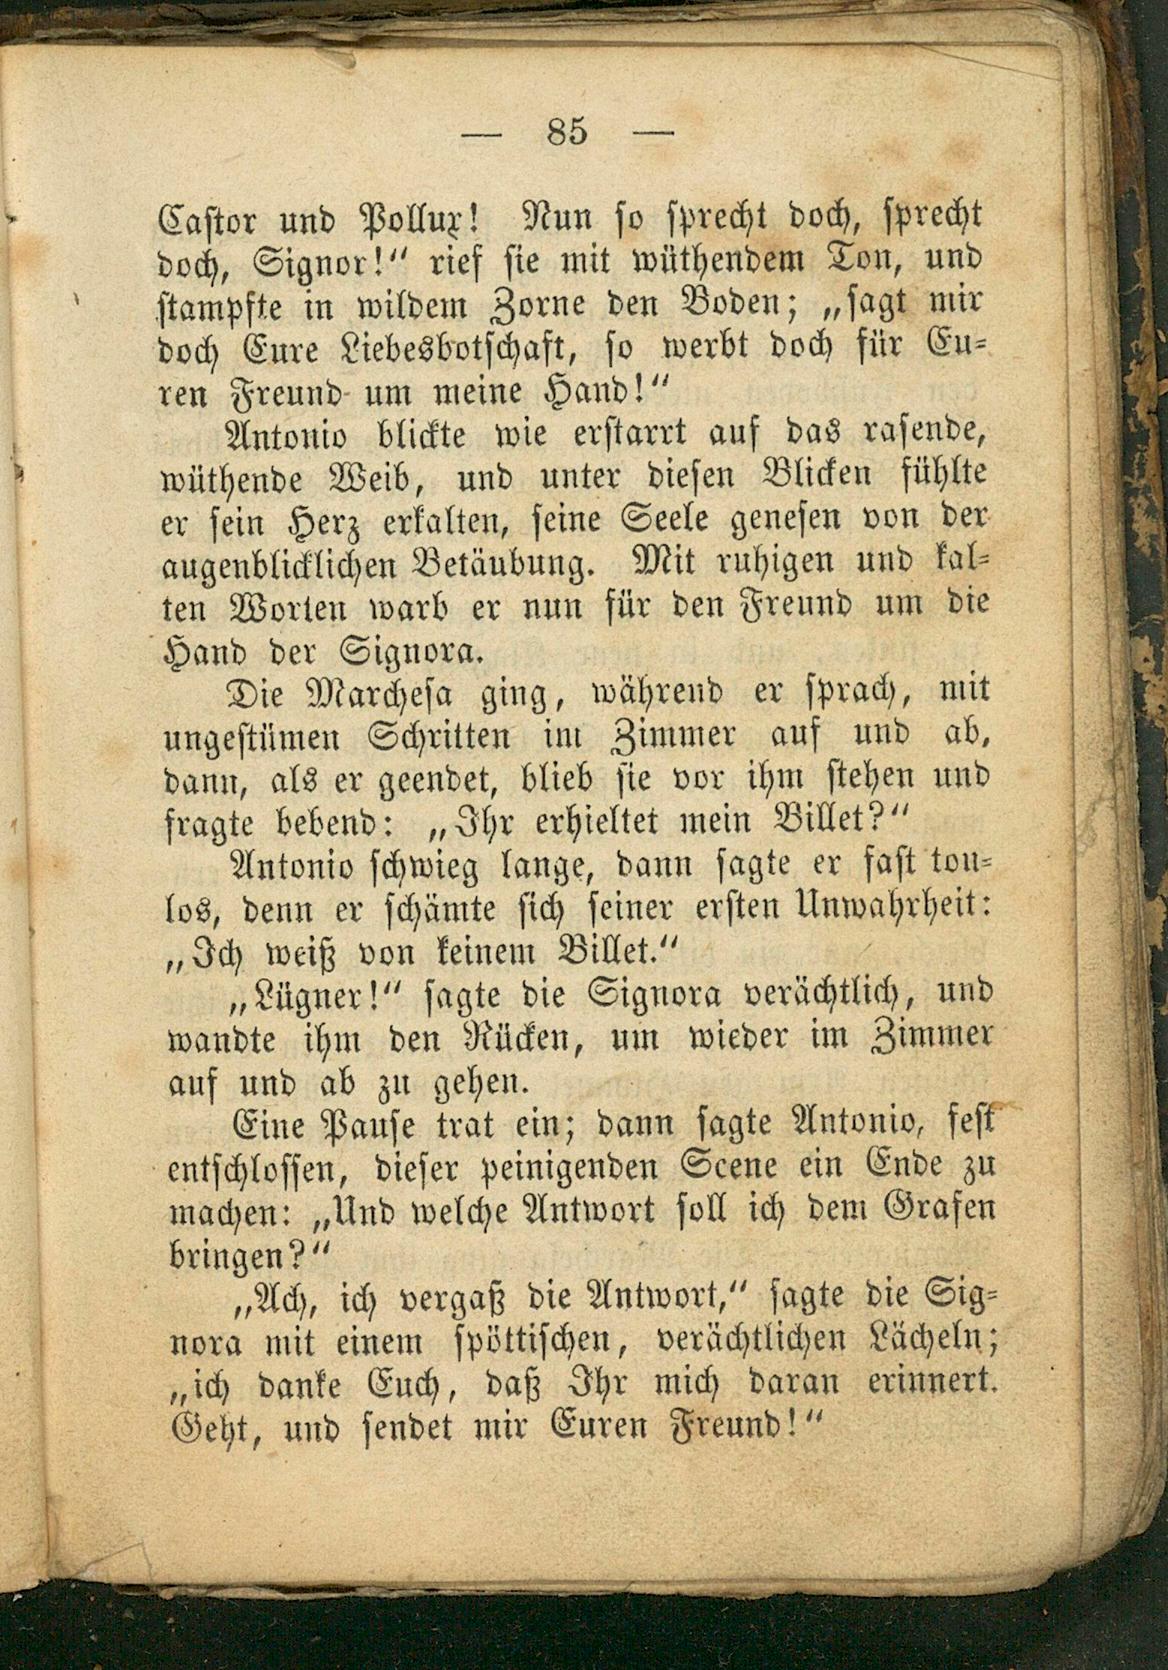 — 85 —
Castor und Pollux! Nun so sprecht doch, sprecht
doch, Signor!“ rief sie mit wüthendem Ton, und
stampfte in wildem Zorne den Boden; „sagt mir
doch Eure Liebesbotschaft, so werbt doch für Eu-
ren Freund um meine Hand!“
Antonio blickte wie erstarrt auf das rasende,
wüthende Weib, und unter diesen Blicken fühlte
er sein Herz erkalten, seine Seele genesen von der
augenblicklichen Betäubung. Mit ruhigen und kal-
ten Worten warb er nun für den Freund um die
Hand der Signora.
Die Marchesa ging, während er sprach, mit
ungestümen Schritten im Zimmer auf und ab,
dann, als er geendet, blieb sie vor ihm stehen und
fragte bebend: „Ihr erhieltet mein Billet?“
Antonio schwieg lange, dann sagte er fast ton-
los, denn er schämte sich seiner ersten Unwahrheit:
„Ich weiß von keinem Billet.“
„Lügner!“ sagte die Signora verächtlich, und
wandte ihm den Rücken, um wieder im Zimmer
auf und ab zu gehen.
Eine Pause trat ein; dann sagte Antonio, fest
entschlossen, dieser peinigenden Scene ein Ende zu
machen: „Und welche Antwort soll ich dem Grafen
bringen?“
„Ach, ich vergaß die Antwort,“ sagte die Sig-
nora mit einem spöttischen, verächtlichen Lächeln;
„ich danke Euch, daß Ihr mich daran erinnert.
Geht, und sendet mir Euren Freund!“